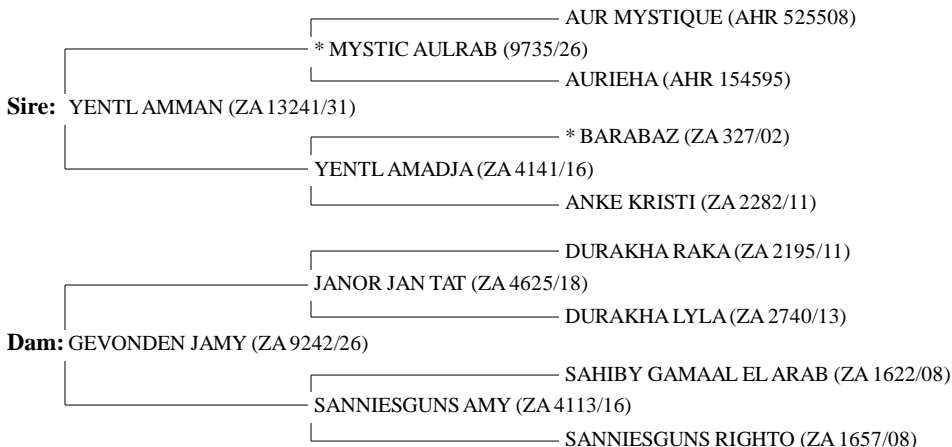 AUR MYSTIQUE (AHR 525508)
* MYSTIC AULRAB (9735/26)
AURIEHA (AHR 154595)
Sire: YENTL AMMAN (ZA 13241/31)
* BARABAZ (ZA 327/02)
YENTL AMADJA (ZA 4141/16)
ANKE KRISTI (ZA 2282/11)
DURAKHA RAKA (ZA 2195/11)
JANOR JAN TAT (ZA 4625/18)
DURAKHA LYLA (ZA 2740/13)
Dam: GEVONDEN JAMY (ZA 9242/26)
SAHIBY GAMAAL EL ARAB (ZA 1622/08)
SANNIESGUNS AMY (ZA 4113/16)
SANNIESGUNS RIGHTO (ZA 1657/08)